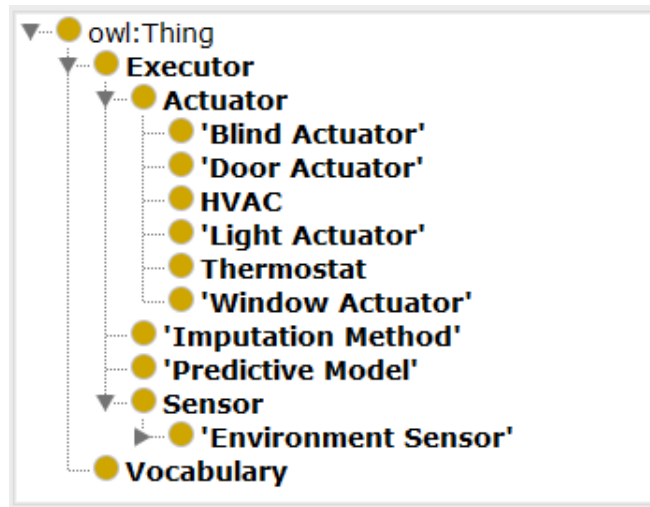 owl:Thing
Executor
Actuator
'Blind Actuator'
'Door Actuator'
HVAC
'Light Actuator'
Thermostat
'Window Actuator'
'Imputation Method'
'Predictive Model'
Sensor
'Environment Sensor'
Vocabulary